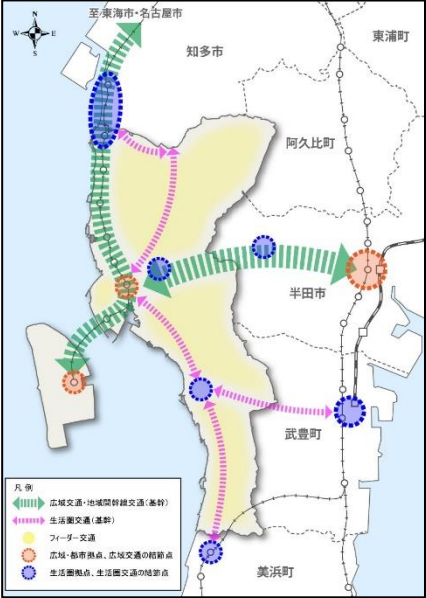 至 東海市・名古屋市
N
W
E
S
知多市
東浦町
阿久比町
半田市
武豊町
美浜町
凡 例
広域交通・地域間幹線交通(基幹)
生活圏交通(基幹)
フィーダー交通
広域・都市拠点、広域交通の結節点
生活圏拠点、生活圏交通の結節点